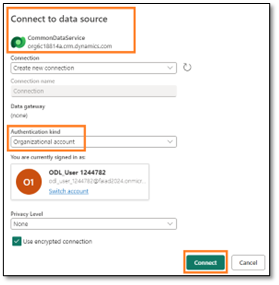 Connect to data source
CommonDataService
org6c18814a.crm.dynamics.com
Connection
Create new connection
Connection name
Connection
Data gateway
(none)
Authentication kind
Organizational account
You are currently signed in as
O1
ODL_User 1244782
Switch account
Privacy Level
None
Use encrypted connection
Connect
Cancel